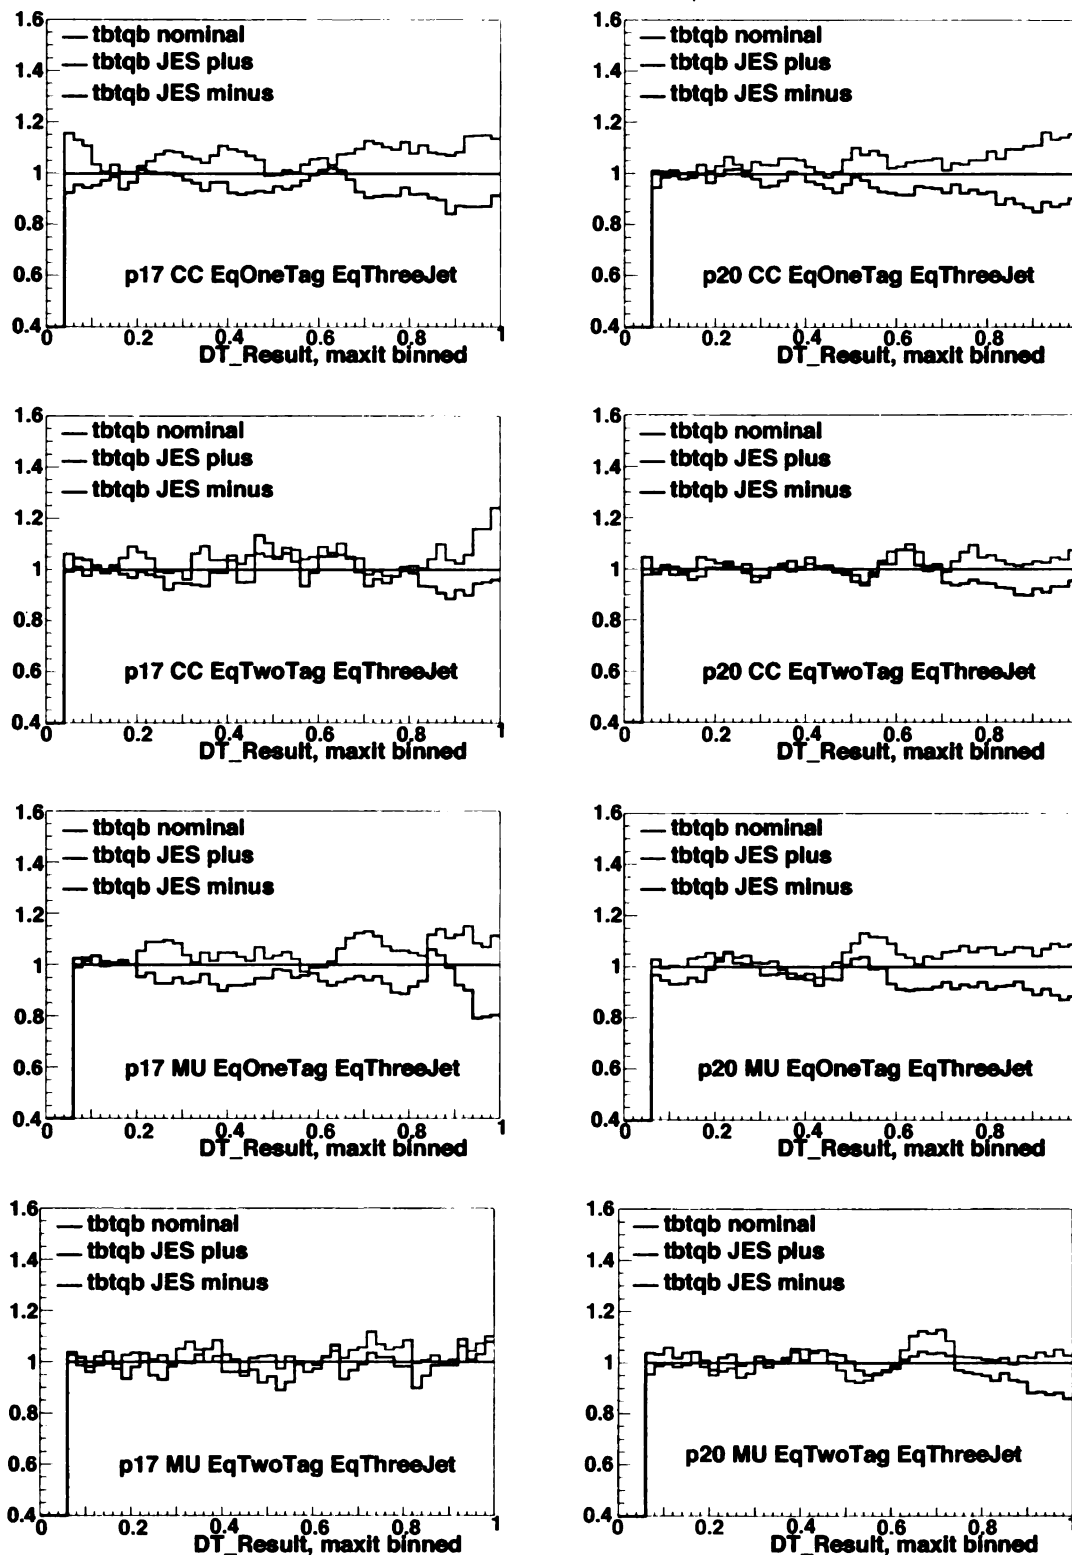 1.6
— tbtqb nominal
1.4
— tbtqb JES plus
— tbtqb JES minus
1.2
1
0.8
0.6
p17 CC EqOneTag EqThreeJet
0.4
0 0.2 0.4 0.6 0.8 1
DT_Result, maxit binned
1.6
— tbtqb nominal
1.4
— tbtqb JES plus
— tbtqb JES minus
1.2
1
0.8
0.6
p20 CC EqOneTag EqThreeJet
0.4
0 0.2 0.4 0.6 0.8 1
DT_Result, maxit binned
1.6
— tbtqb nominal
1.4
— tbtqb JES plus
— tbtqb JES minus
1.2
1
0.8
0.6
p17 CC EqTwoTag EqThreeJet
0.4
0 0.2 0.4 0.6 0.8 1
DT_Result, maxit binned
1.6
— tbtqb nominal
1.4
— tbtqb JES plus
— tbtqb JES minus
1.2
1
0.8
0.6
p20 CC EqTwoTag EqThreeJet
0.4
0 0.2 0.4 0.6 0.8 1
DT_Result, maxit binned
1.6
— tbtqb nominal
1.4
— tbtqb JES plus
— tbtqb JES minus
1.2
1
0.8
0.6
p17 MU EqOneTag EqThreeJet
0.4
0 0.2 0.4 0.6 0.8 1
DT_Result, maxit binned
1.6
— tbtqb nominal
1.4
— tbtqb JES plus
— tbtqb JES minus
1.2
1
0.8
0.6
p20 MU EqOneTag EqThreeJet
0.4
0 0.2 0.4 0.6 0.8 1
DT_Result, maxit binned
1.6
— tbtqb nominal
1.4
— tbtqb JES plus
— tbtqb JES minus
1.2
1
0.8
0.6
p17 MU EqTwoTag EqThreeJet
0.4
0 0.2 0.4 0.6 0.8 1
DT_Result, maxit binned
1.6
— tbtqb nominal
1.4
— tbtqb JES plus
— tbtqb JES minus
1.2
1
0.8
0.6
p20 MU EqTwoTag EqThreeJet
0.4
0 0.2 0.4 0.6 0.8 1
DT_Result, maxit binned